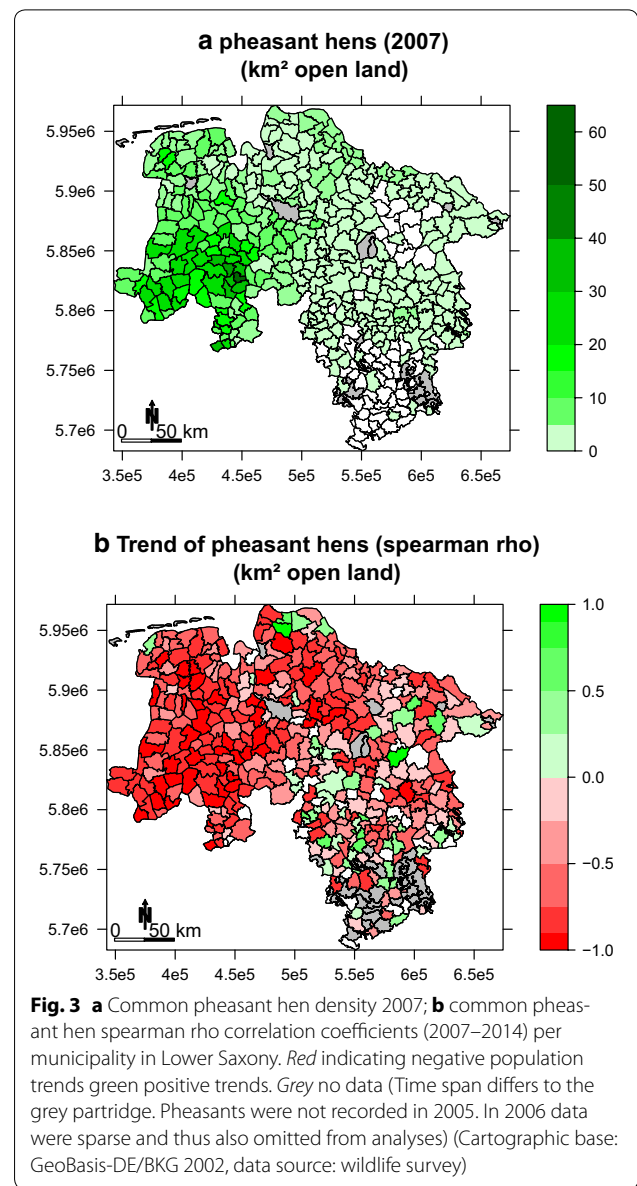 a pheasant hens (2007)
(km² open land)
5.95e6
5.9e6
5.85e6
5.8e6
5.75e6
5.7e6
N
0 50 km
3.5e5 4e5 4.5e5 5e5 5.5e5 6e5 6.5e5
60
50
40
30
20
10
0
b Trend of pheasant hens (spearman rho)
(km² open land)
5.95e6
5.9e6
5.85e6
5.8e6
5.75e6
5.7e6
N
0 50 km
3.5e5 4e5 4.5e5 5e5 5.5e5 6e5 6.5e5
1.0
0.5
0.0
−0.5
−1.0
Fig. 3 a Common pheasant hen density 2007; b common pheas-
ant hen spearman rho correlation coefficients (2007–2014) per
municipality in Lower Saxony. Red indicating negative population
trends green positive trends. Grey no data (Time span differs to the
grey partridge. Pheasants were not recorded in 2005. In 2006 data
were sparse and thus also omitted from analyses) (Cartographic base:
GeoBasis-DE/BKG 2002, data source: wildlife survey)